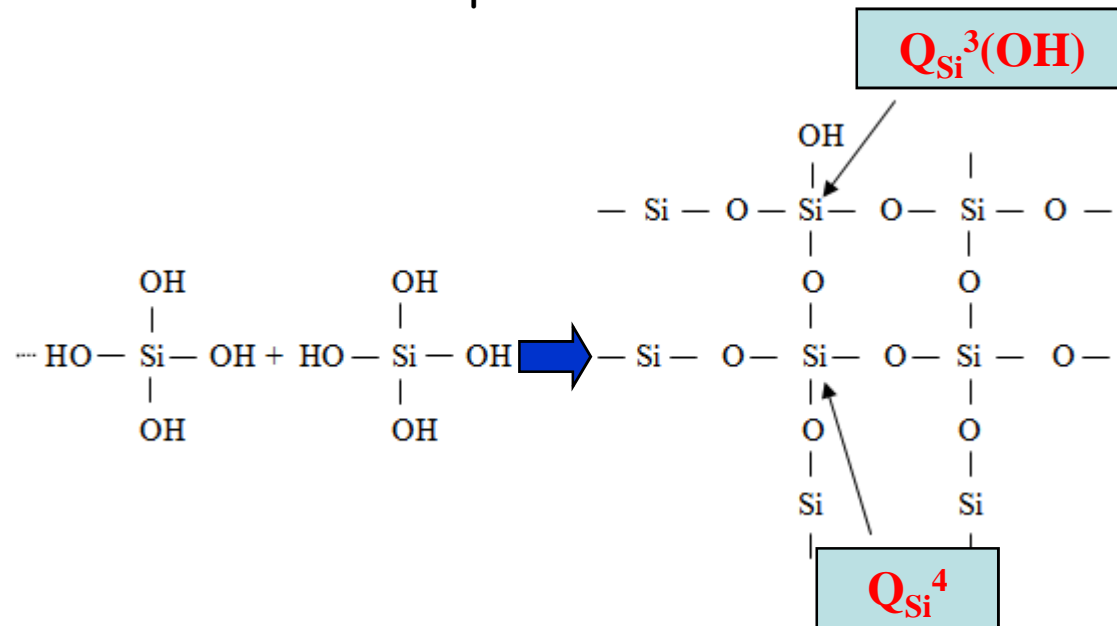 Q_Si^3(OH)
OH
— Si — O — Si — O — Si — O —
O O
OH OH
HO — Si — OH + HO — Si — OH
OH OH
— Si — O — Si — O — Si — O —
O O
Si Si
Q_Si^4